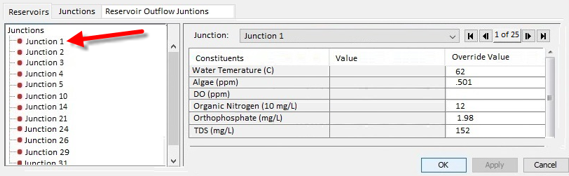 Reservoirs Junctions Reservoir Outflow Juntions
Junctions
Junction 1
Junction 2
Junction 3
Junction 4
Junction 5
Junction 10
Junction 14
Junction 21
Junction 24
Junction 26
Junction 29
Junction 31
Junction: Junction 1 1 of 25
Constituents Value Override Value
Water Temerature (C) 62
Algae (ppm) .501
DO (ppm)
Organic Nitrogen (10 mg/L) 12
Orthophosphate (mg/L) 1.98
TDS (mg/L) 152
OK Apply Cancel